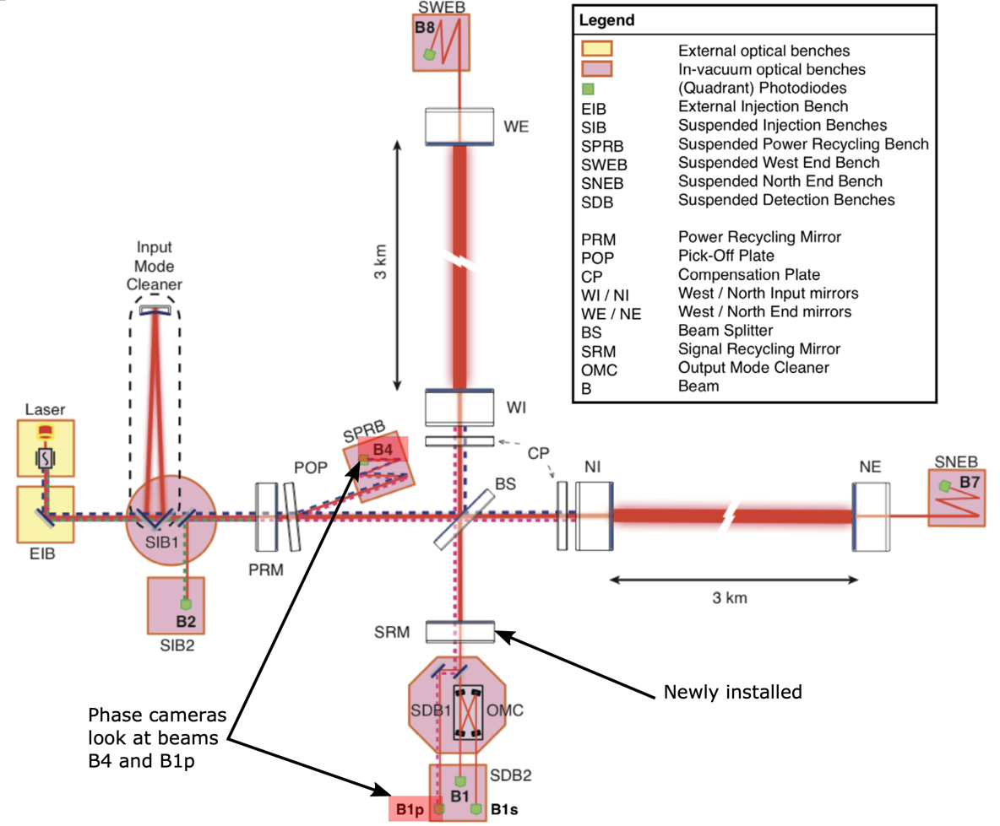 SWEB
B8
WE
3 km
Input
Mode
Cleaner
Laser
EIB
SIB1
B2
SIB2
PRM
POP
SPRB
B4
WI
CP
BS
NI
NE
SNEB
B7
3 km
SRM
Newly installed
SDB1
OMC
SDB2
B1
B1p
B1s
Phase cameras
look at beams
B4 and B1p
Legend
External optical benches
In-vacuum optical benches
(Quadrant) Photodiodes
EIB External Injection Bench
SIB Suspended Injection Benches
SPRB Suspended Power Recycling Bench
SWEB Suspended West End Bench
SNEB Suspended North End Bench
SDB Suspended Detection Benches
PRM Power Recycling Mirror
POP Pick-Off Plate
CP Compensation Plate
WI / NI West / North Input mirrors
WE / NE West / North End mirrors
BS Beam Splitter
SRM Signal Recycling Mirror
OMC Output Mode Cleaner
B Beam